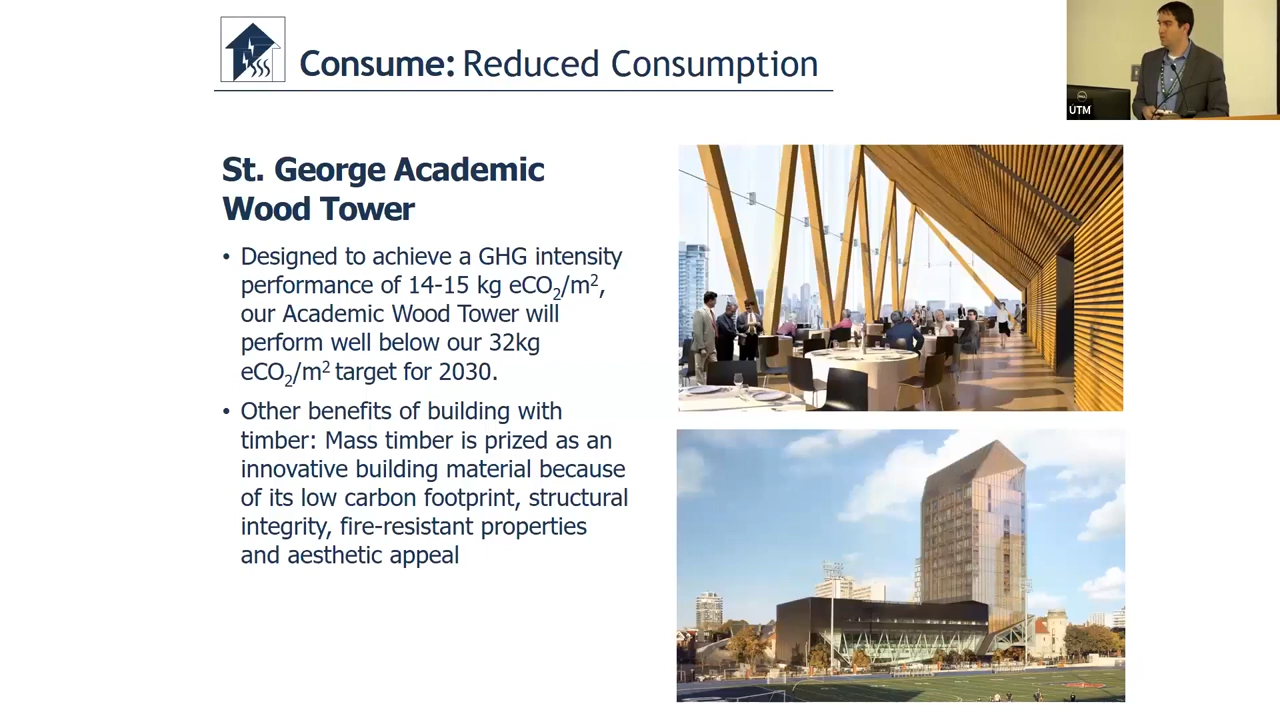 Consume: Reduced Consumption
DELL
ÚTM
St. George Academic
Wood Tower
• Designed to achieve a GHG intensity
performance of 14-15 kg eCO₂/m²,
our Academic Wood Tower will
perform well below our 32kg
eCO₂/m² target for 2030.
• Other benefits of building with
timber: Mass timber is prized as an
innovative building material because
of its low carbon footprint, structural
integrity, fire-resistant properties
and aesthetic appeal